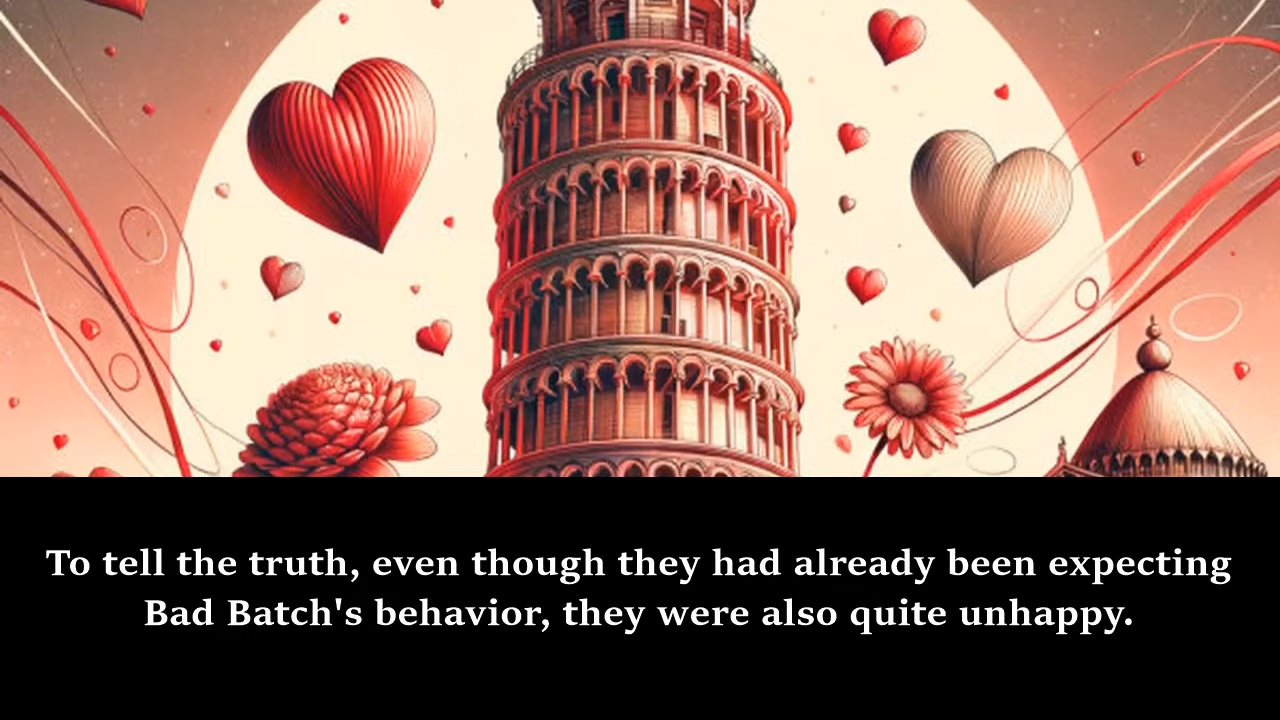 To tell the truth, even though they had already been expecting
Bad Batch's behavior, they were also quite unhappy.